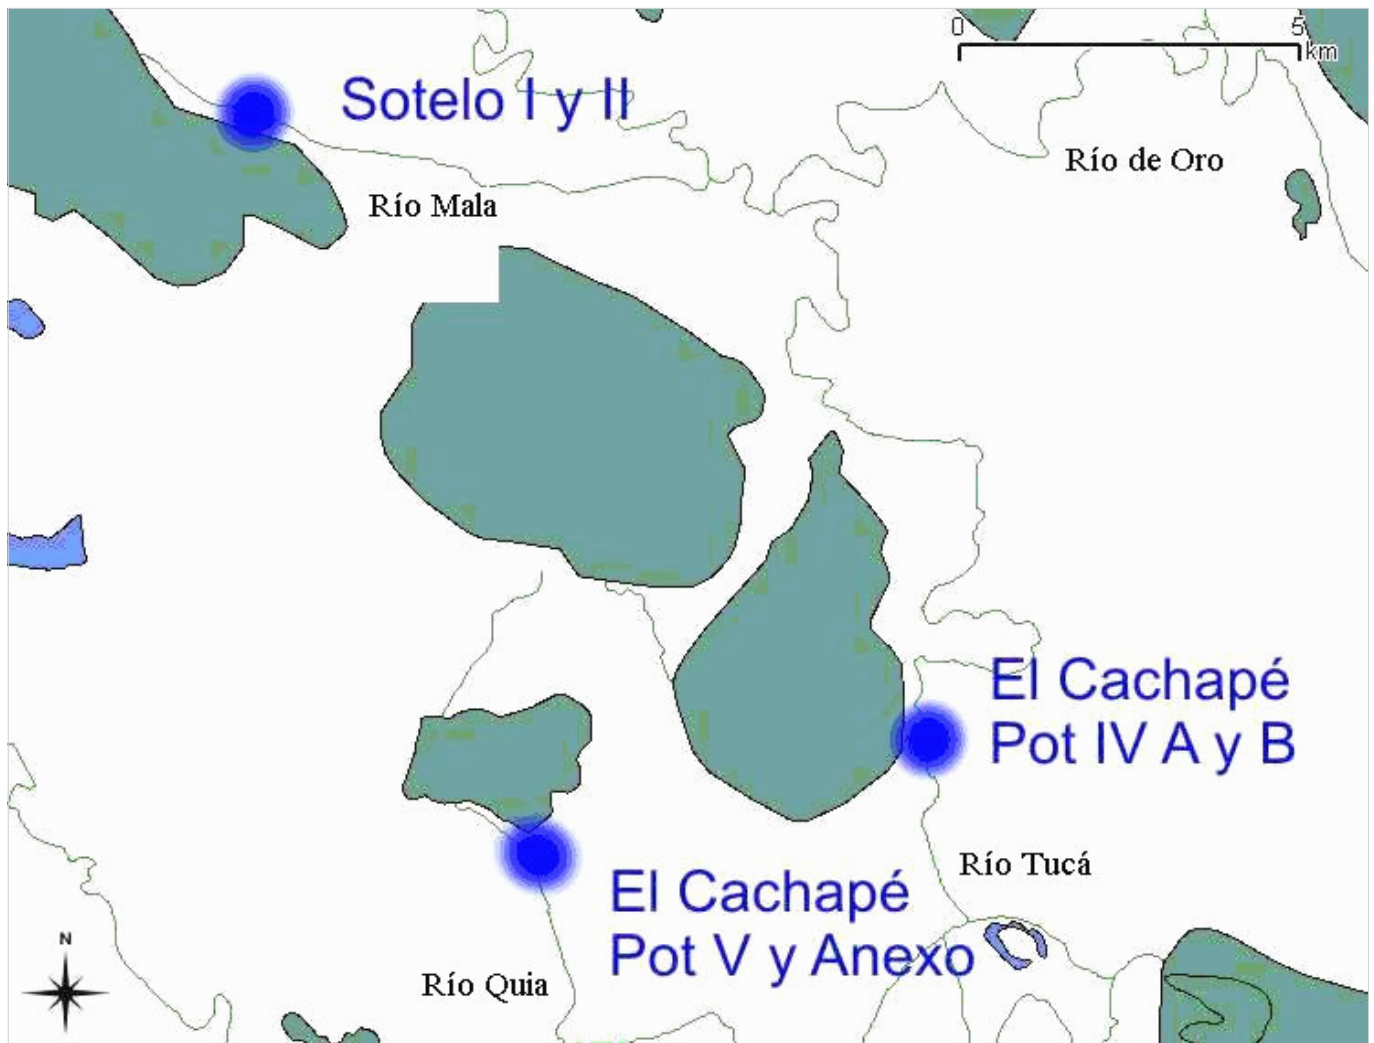 0 5
km
Sotelo I y II
Río de Oro
Río Mala
El Cachapé
Pot IV A y B
Río Tucá
El Cachapé
Pot V y Anexo
N
Río Quia